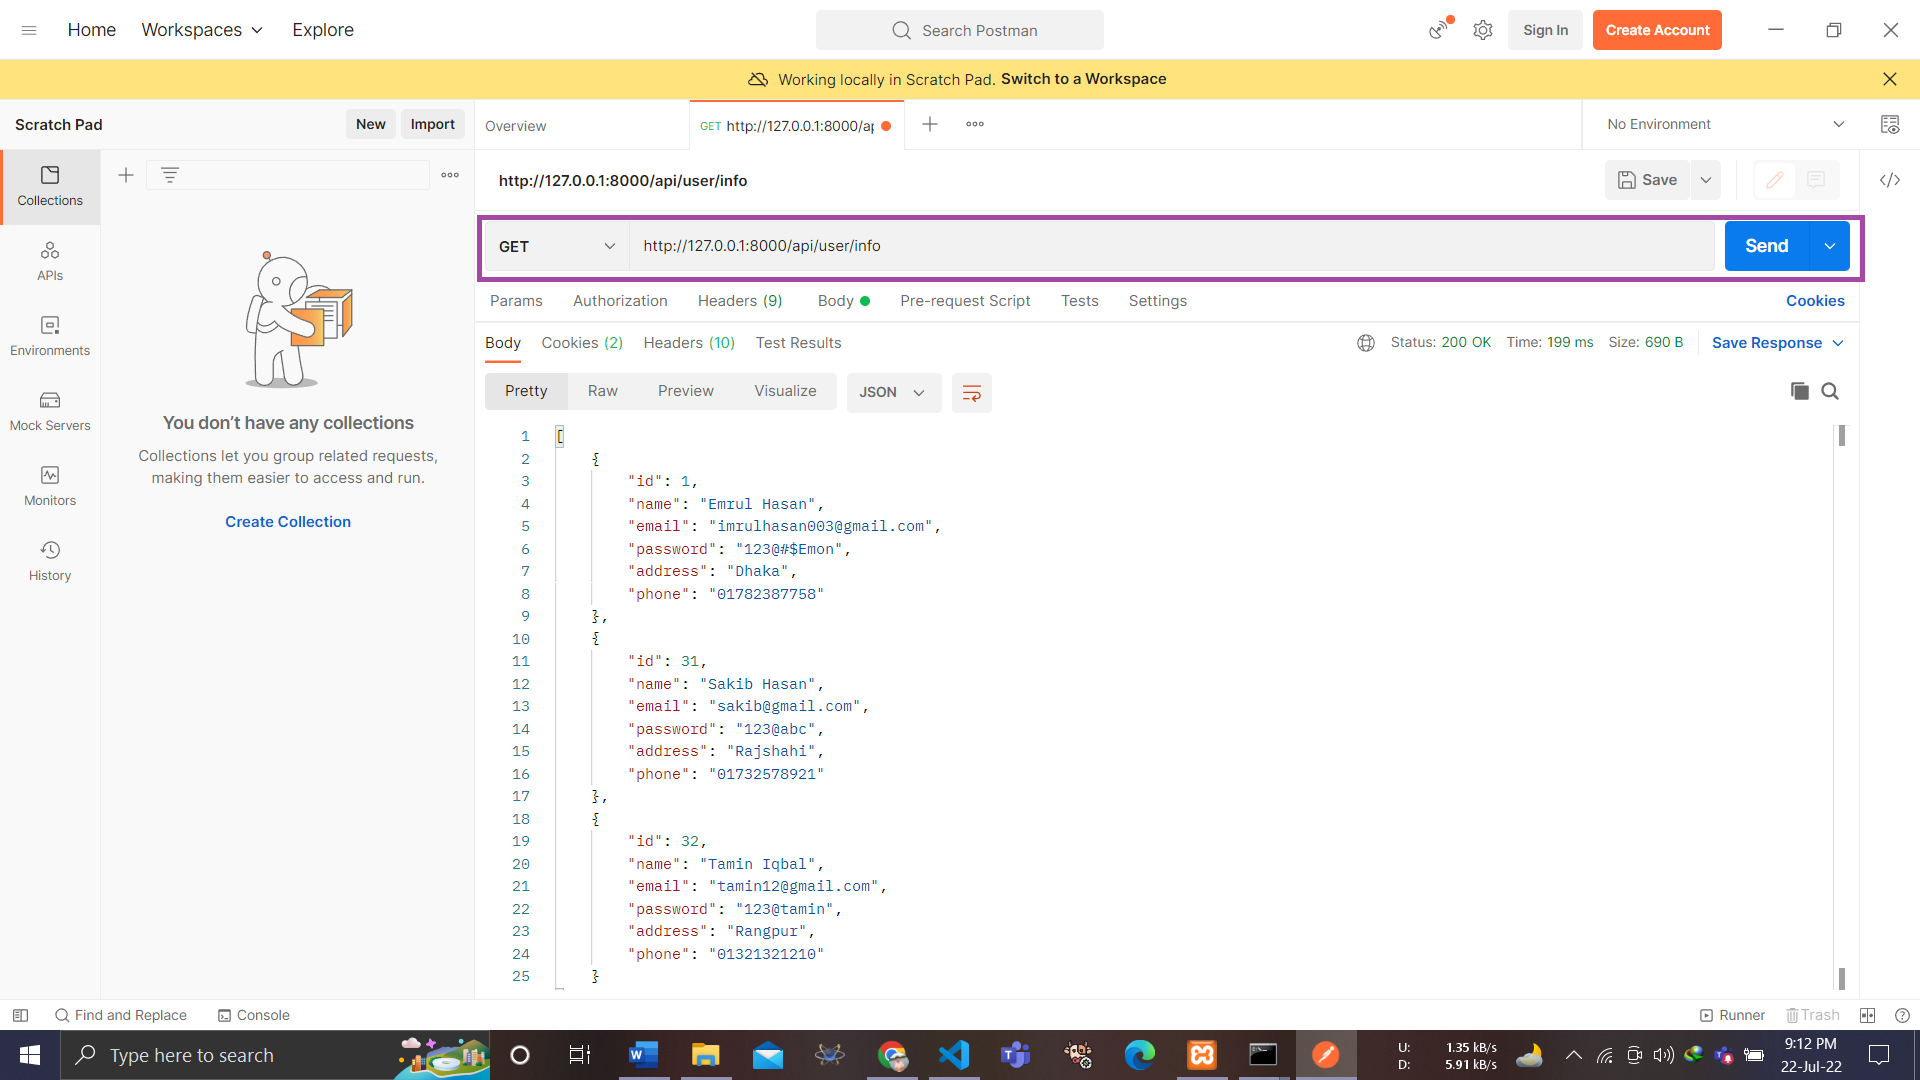 Home Workspaces Explore Search Postman Sign In Create Account
Working locally in Scratch Pad. Switch to a Workspace
Scratch Pad New Import Overview GET http://127.0.0.1:8000/ap No Environment
Collections
APIs
Environments
Mock Servers
Monitors
History
You don’t have any collections
Collections let you group related requests,
making them easier to access and run.
Create Collection
http://127.0.0.1:8000/api/user/info Save
GET http://127.0.0.1:8000/api/user/info Send
Params Authorization Headers (9) Body Pre-request Script Tests Settings Cookies
Body Cookies (2) Headers (10) Test Results Status: 200 OK Time: 199 ms Size: 690 B Save Response
Pretty Raw Preview Visualize JSON
1 [
2 {
3 "id": 1,
4 "name": "Emrul Hasan",
5 "email": "imrulhasan003@gmail.com",
6 "password": "123@#$Emon",
7 "address": "Dhaka",
8 "phone": "01782387758"
9 },
10 {
11 "id": 31,
12 "name": "Sakib Hasan",
13 "email": "sakib@gmail.com",
14 "password": "123@abc",
15 "address": "Rajshahi",
16 "phone": "01732578921"
17 },
18 {
19 "id": 32,
20 "name": "Tamin Iqbal",
21 "email": "tamin12@gmail.com",
22 "password": "123@tamin",
23 "address": "Rangpur",
24 "phone": "01321321210"
25 }
Find and Replace Console Runner Trash
Type here to search
U: 1.35 kB/s
D: 5.91 kB/s
9:12 PM
22-Jul-22